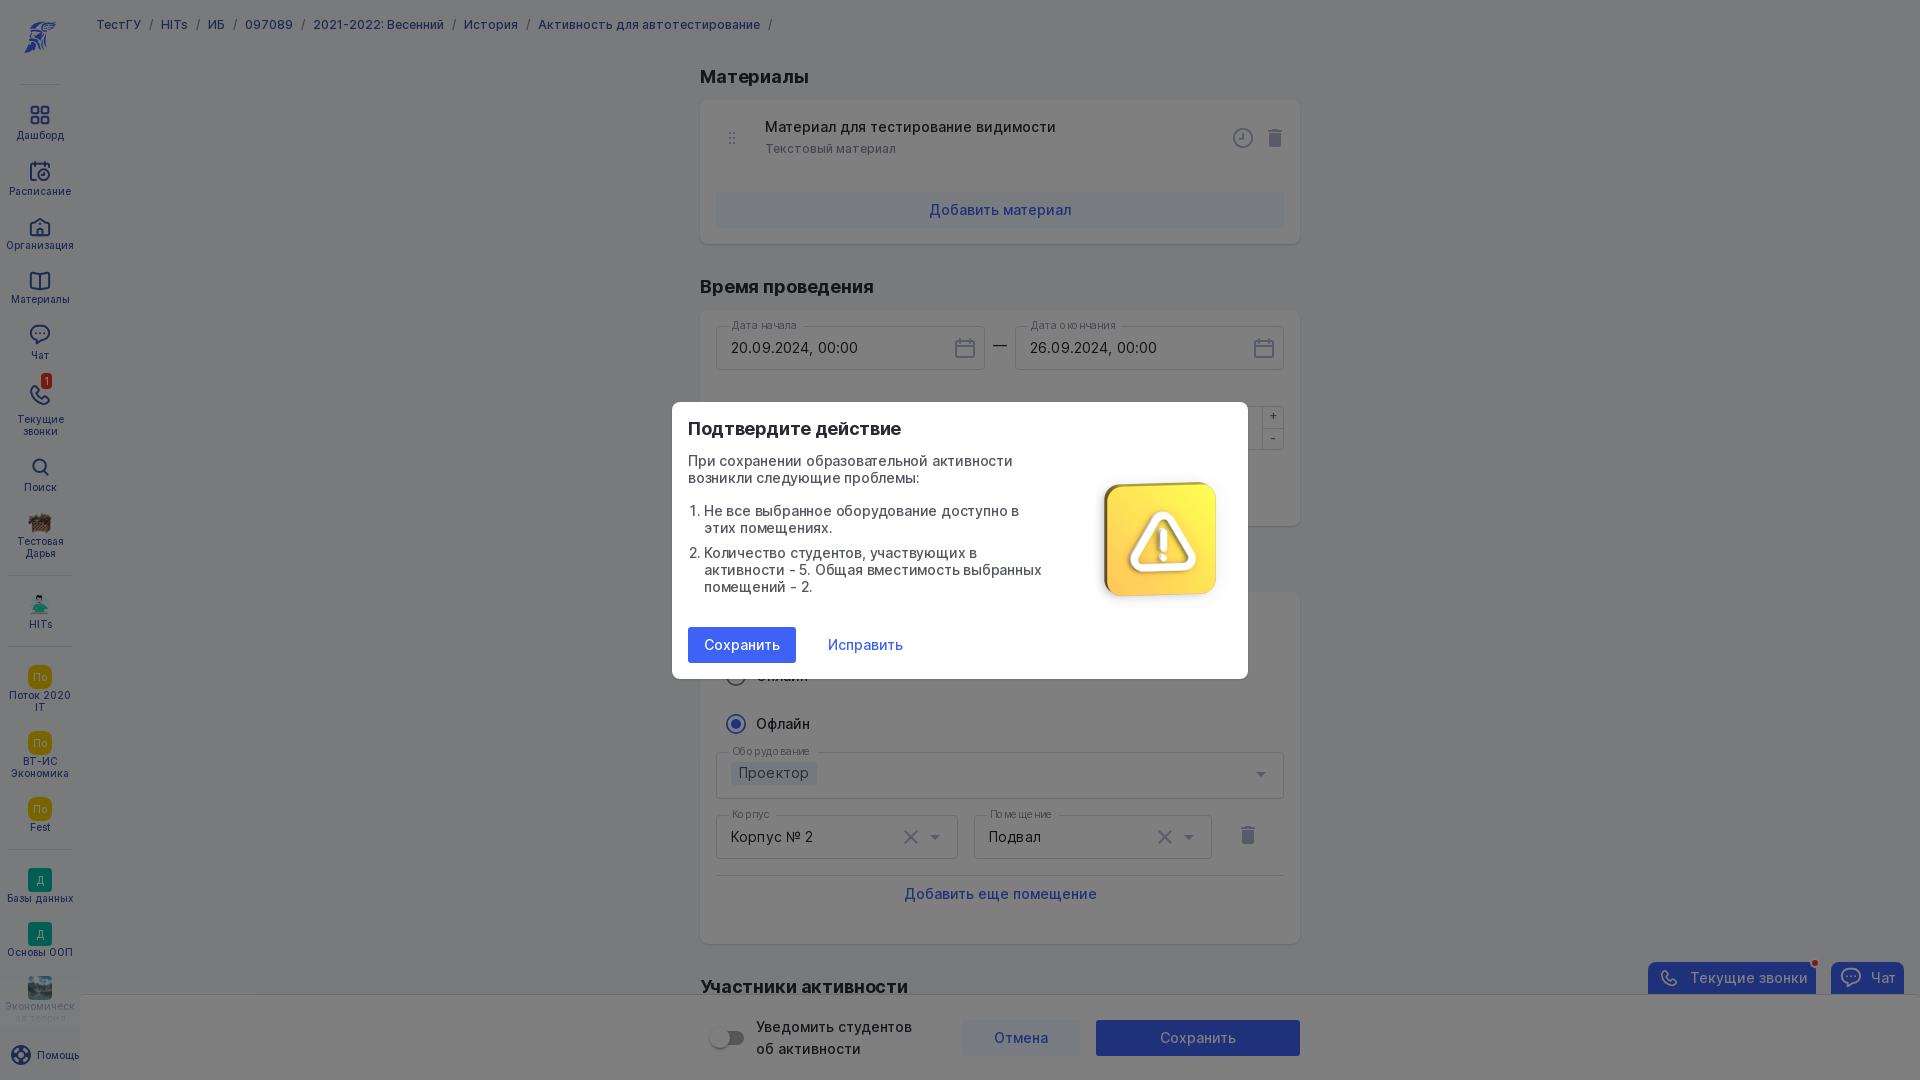 ТестГУ / HITs / ИБ / 097089 / 2021-2022: Весенний / История / Активность для автотестирования /
Дашборд
Расписание
Организация
Материалы
Чат
1
Текущие
звонки
Поиск
Тестовая
Дарья
HITs
По
Поток 2020
IT
По
ВТ-ИС
Экономика
По
Fest
Д
Базы данных
Д
Основы ООП
Экономическ
ая теория
Помощь
Материалы
Материал для тестирование видимости
Текстовый материал
Добавить материал
Время проведения
Дата начала
20.09.2024, 00:00
—
Дата окончания
26.09.2024, 00:00
+
-
Подтвердите действие
При сохранении образовательной активности
возникли следующие проблемы:
1. Не все выбранное оборудование доступно в
этих помещениях.
2. Количество студентов, участвующих в
активности - 5. Общая вместимость выбранных
помещений - 2.
Сохранить
Исправить
Онлайн
Офлайн
Оборудование
Проектор
Корпус
Корпус № 2
Помещение
Подвал
Добавить еще помещение
Участники активности
Текущие звонки
Чат
Уведомить студентов
об активности
Отмена
Сохранить